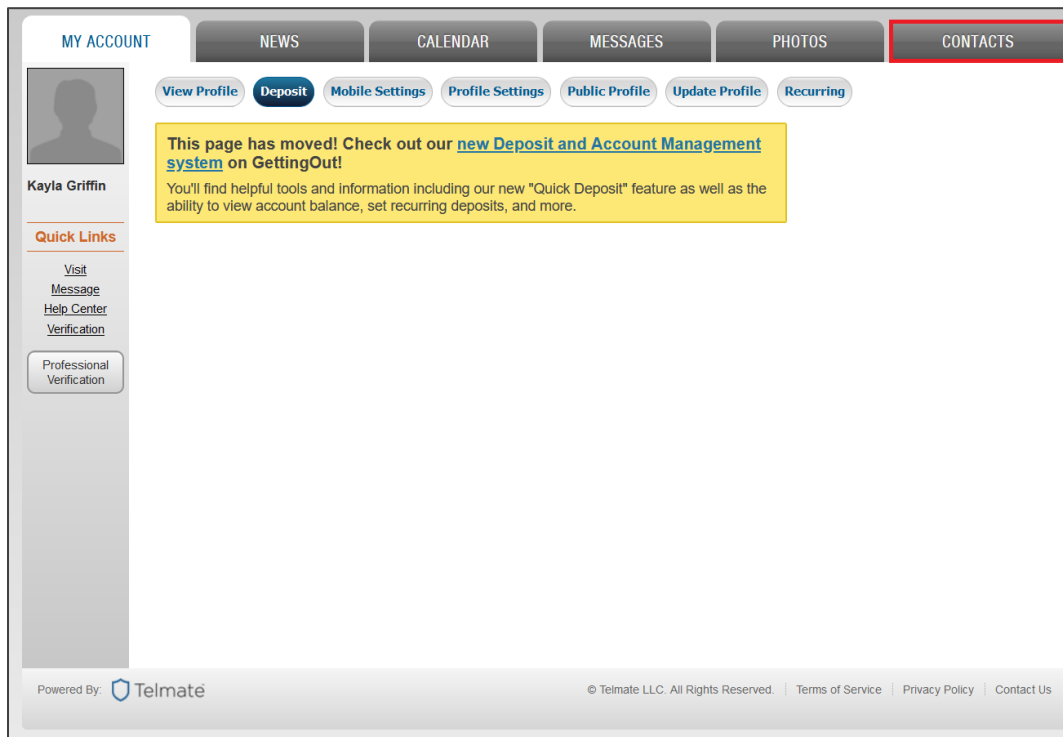 MY ACCOUNT
NEWS
CALENDAR
MESSAGES
PHOTOS
CONTACTS
View Profile
Deposit
Mobile Settings
Profile Settings
Public Profile
Update Profile
Recurring
This page has moved! Check out our new Deposit and Account Management
system on GettingOut!
You'll find helpful tools and information including our new "Quick Deposit" feature as well as the
ability to view account balance, set recurring deposits, and more.
Kayla Griffin
Quick Links
Visit
Message
Help Center
Verification
Professional
Verification
Powered By: Telmate
© Telmate LLC. All Rights Reserved.
Terms of Service
Privacy Policy
Contact Us